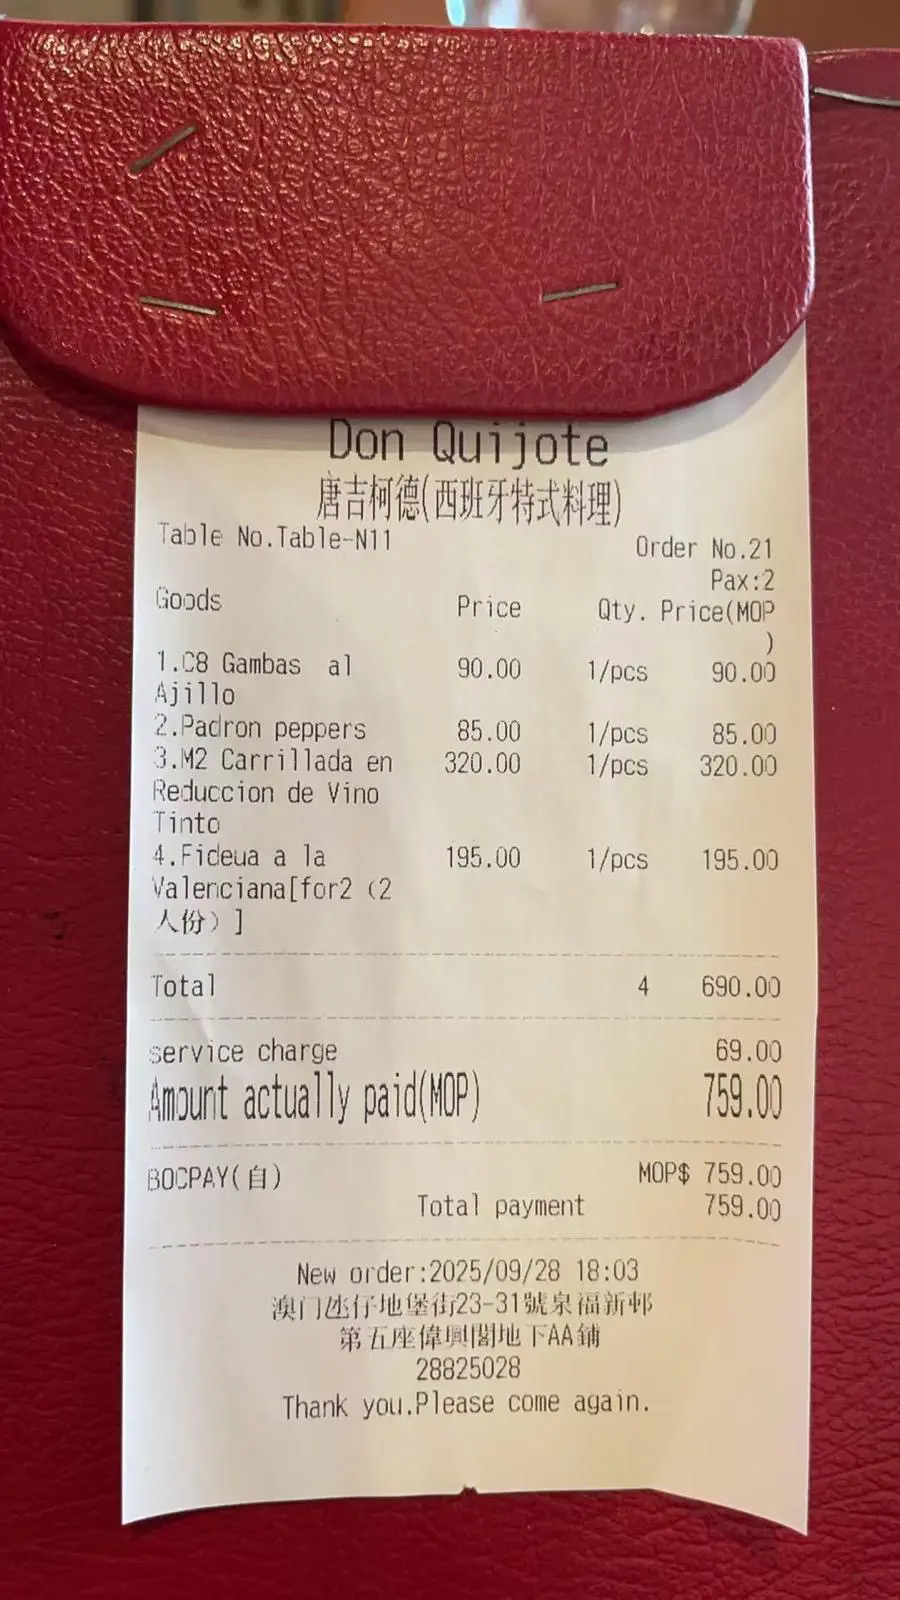 Don Quijote
唐吉柯德(西班牙特式料理)
Table No.Table-N11
Order No.21
Pax:2
Goods Price Qty. Price(MOP
)
1.C8 Gambas al 90.00 1/pcs 90.00
Ajillo
2.Padron peppers 85.00 1/pcs 85.00
3.M2 Carrillada en 320.00 1/pcs 320.00
Reduccion de Vino
Tinto
4.Fideua a la 195.00 1/pcs 195.00
Valenciana[for2（2
人份）]
Total 4 690.00
service charge 69.00
Amount actually paid(MOP) 759.00
BOCPAY(自) MOP$ 759.00
Total payment 759.00
New order:2025/09/28 18:03
澳门氹仔地堡街23-31號泉福新邨
第五座偉興閣地下AA鋪
28825028
Thank you.Please come again.